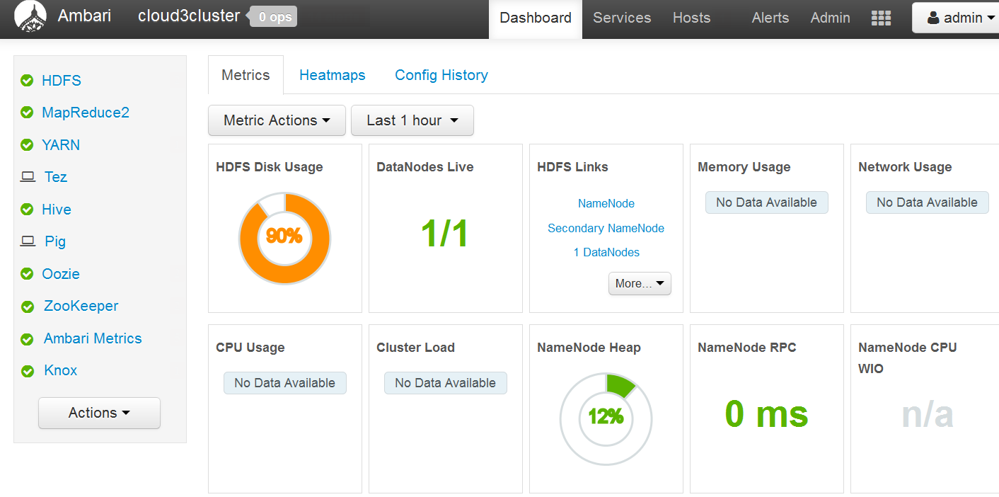 Ambari cloud3cluster 0 ops Dashboard Services Hosts Alerts Admin admin
HDFS
MapReduce2
YARN
Tez
Hive
Pig
Oozie
ZooKeeper
Ambari Metrics
Knox
Actions
Metrics Heatmaps Config History
Metric Actions Last 1 hour
HDFS Disk Usage
90%
DataNodes Live
1/1
HDFS Links
NameNode
Secondary NameNode
1 DataNodes
More...
Memory Usage
No Data Available
Network Usage
No Data Available
CPU Usage
No Data Available
Cluster Load
No Data Available
NameNode Heap
12%
NameNode RPC
0 ms
NameNode CPU
WIO
n/a